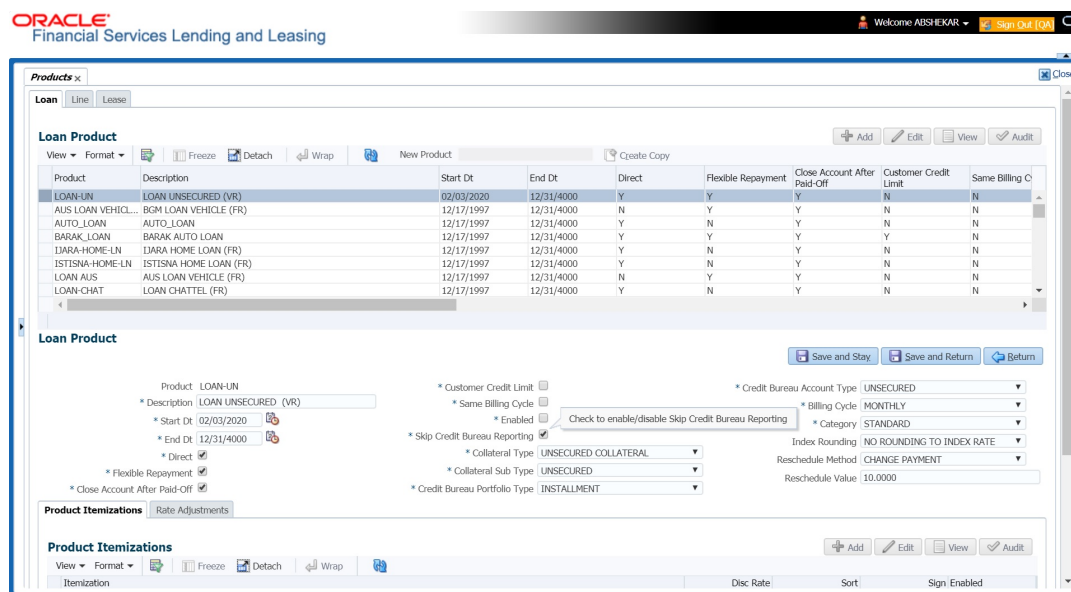 ORACLE
Financial Services Lending and Leasing
Welcome ABSHEKAR
Sign Out [QA]
Products x
Close
Loan Line Lease
Loan Product
Add Edit View Audit
View Format Freeze Detach Wrap New Product Create Copy
Product Description Start Dt End Dt Direct Flexible Repayment Close Account After Paid-Off Customer Credit Limit Same Billing Cy
LOAN-UN LOAN UNSECURED (VR) 02/03/2020 12/31/4000 Y Y Y N N
AUS LOAN VEHICL... BGM LOAN VEHICLE (FR) 12/17/1997 12/31/4000 N Y Y N N
AUTO_LOAN AUTO_LOAN 12/17/1997 12/31/4000 Y N Y N N
BARAK_LOAN BARAK AUTO LOAN 12/17/1997 12/31/4000 Y Y Y Y N
IJARA-HOME-LN IJARA HOME LOAN (FR) 12/17/1997 12/31/4000 Y N Y N N
ISTISNA-HOME-LN ISTISNA HOME LOAN (FR) 12/17/1997 12/31/4000 Y N Y N N
LOAN AUS AUS LOAN VEHICLE (FR) 12/17/1997 12/31/4000 N Y Y N N
LOAN-CHAT LOAN CHATTEL (FR) 12/17/1997 12/31/4000 Y N Y N N
Loan Product
Save and Stay Save and Return Return
Product LOAN-UN
* Description LOAN UNSECURED (VR)
* Start Dt 02/03/2020
* End Dt 12/31/4000
* Direct
* Flexible Repayment
* Close Account After Paid-Off
* Customer Credit Limit
* Same Billing Cycle
* Enabled
Check to enable/disable Skip Credit Bureau Reporting
* Skip Credit Bureau Reporting
* Collateral Type UNSECURED COLLATERAL
* Collateral Sub Type UNSECURED
* Credit Bureau Portfolio Type INSTALLMENT
* Credit Bureau Account Type UNSECURED
* Billing Cycle MONTHLY
* Category STANDARD
Index Rounding NO ROUNDING TO INDEX RATE
Reschedule Method CHANGE PAYMENT
Reschedule Value 10.0000
Product Itemizations Rate Adjustments
Product Itemizations
Add Edit View Audit
View Format Freeze Detach Wrap
Itemization Disc Rate Sort Sign Enabled